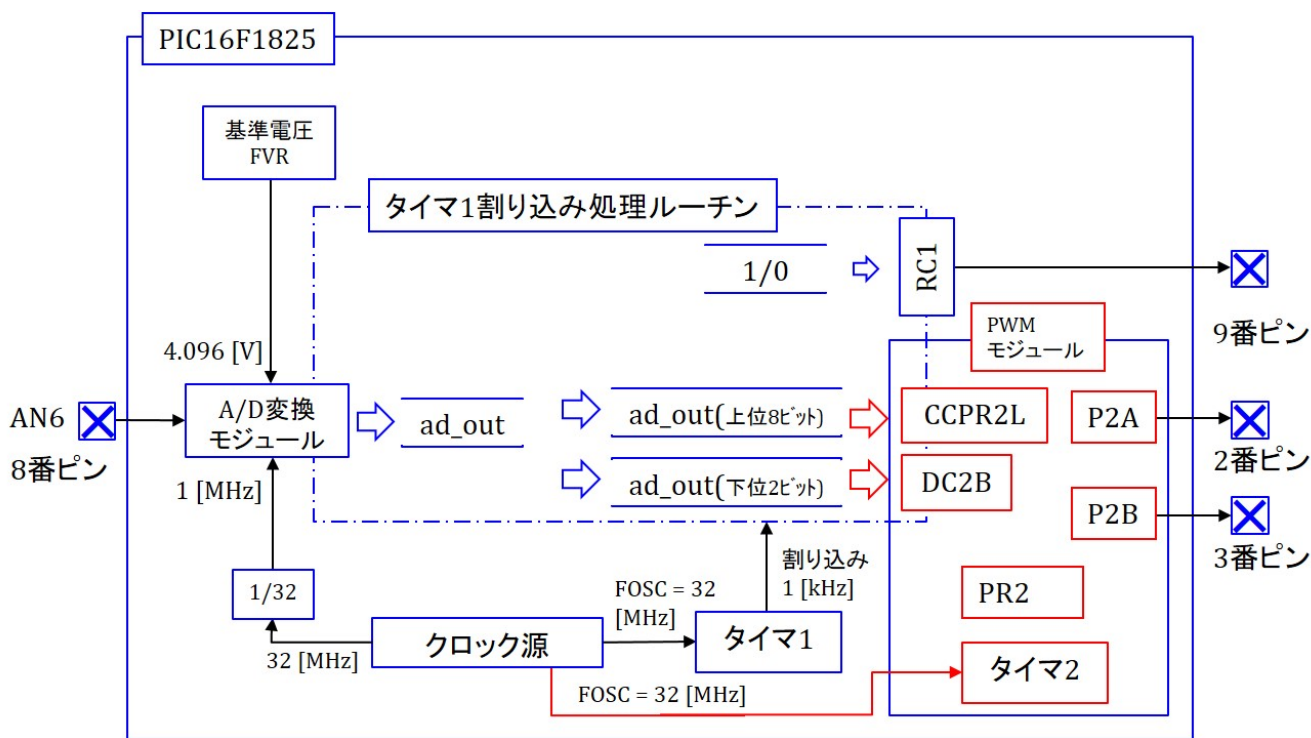 PIC16F1825
基準電圧
FVR
タイマ1割り込み処理ルーチン
1/0
RC1
PWM
モジュール
9番ピン
4.096 [V]
AN6
8番ピン
A/D変換
モジュール
ad_out
ad_out(上位8ビット)
CCPR2L
P2A
2番ピン
1 [MHz]
ad_out(下位2ビット)
DC2B
P2B
3番ピン
割り込み
1 [kHz]
1/32
FOSC = 32
[MHz]
PR2
32 [MHz]
クロック源
タイマ1
タイマ2
FOSC = 32 [MHz]